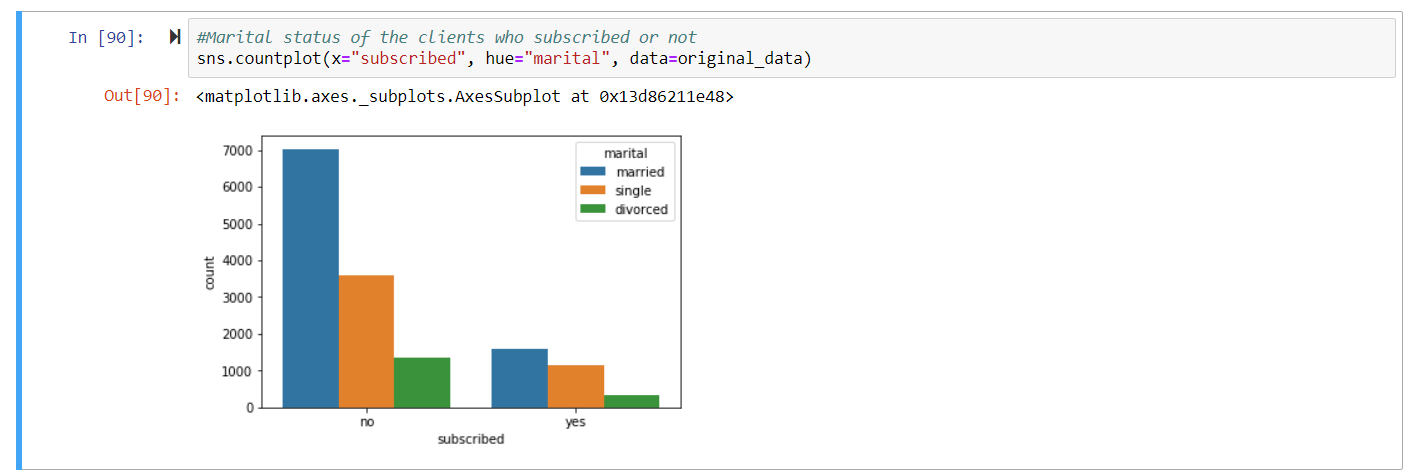 In [90]:
#Marital status of the clients who subscribed or not
sns.countplot(x="subscribed", hue="marital", data=original_data)
Out[90]: <matplotlib.axes._subplots.AxesSubplot at 0x13d86211e48>
marital
married
single
divorced
7000
6000
5000
4000
3000
2000
1000
0
count
no yes
subscribed